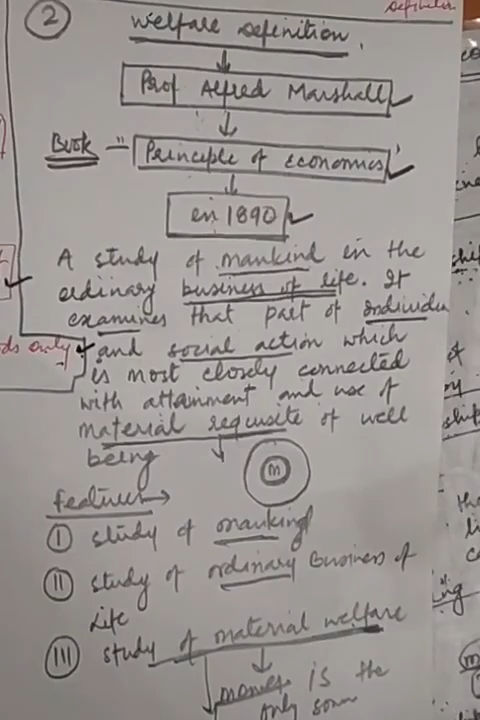 Definition
② Welfare Definition
Prof Alfred Marshall
Book - " Principle of Economics '
in 1890
A study of mankind in the
ordinary business of life. It
examines that part of individu
ds only
and social action which
is most closely connected
with attainment and use of
material requisite of well
being
m
features →
Ⓘ study of mankind
Ⅱ study of ordinary Business of
Life
Ⅲ study of material welfare
is the
only